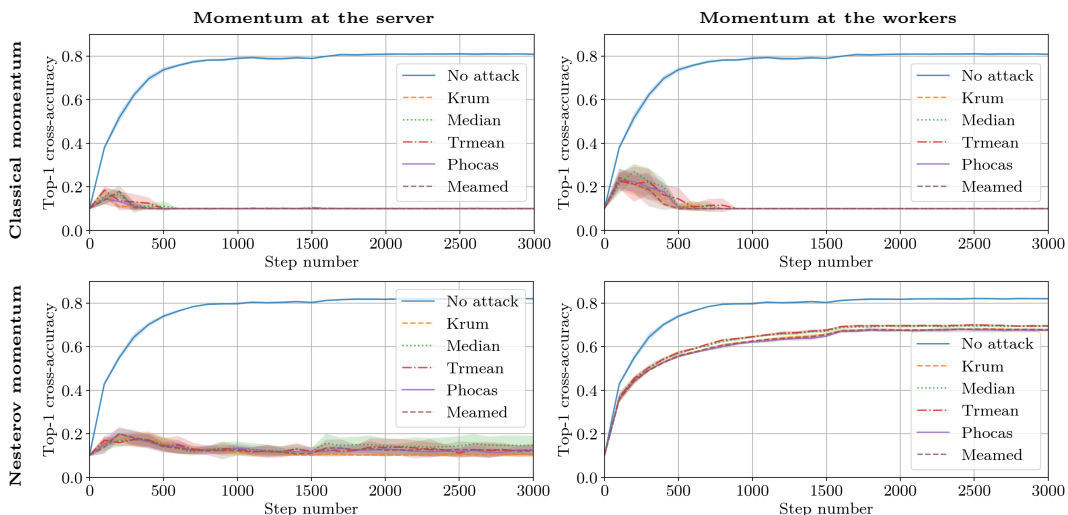 Momentum at the server
Momentum at the workers
Classical momentum
Top-1 cross-accuracy
0.8
0.6
0.4
0.2
0.0
No attack
Krum
Median
Trmean
Phocas
Meamed
0 500 1000 1500 2000 2500 3000
Step number
Top-1 cross-accuracy
0.8
0.6
0.4
0.2
0.0
No attack
Krum
Median
Trmean
Phocas
Meamed
0 500 1000 1500 2000 2500 3000
Step number
Nesterov momentum
Top-1 cross-accuracy
0.8
0.6
0.4
0.2
0.0
No attack
Krum
Median
Trmean
Phocas
Meamed
0 500 1000 1500 2000 2500 3000
Step number
Top-1 cross-accuracy
0.8
0.6
0.4
0.2
0.0
No attack
Krum
Median
Trmean
Phocas
Meamed
0 500 1000 1500 2000 2500 3000
Step number